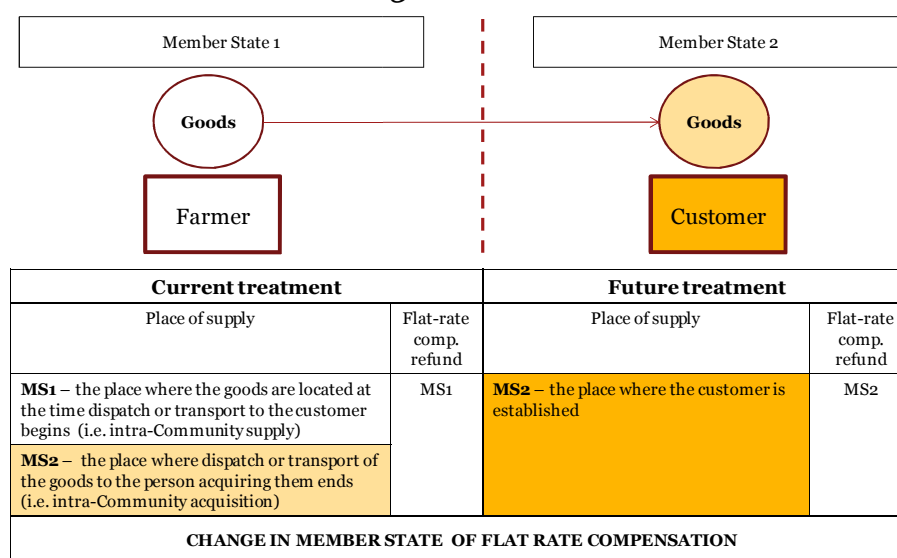 Member State 1
Member State 2
Goods
Goods
Farmer
Customer
Current treatment
Future treatment
Place of supply
Flat-rate
comp.
refund
Place of supply
Flat-rate
comp.
refund
MS1 – the place where the goods are located at
the time dispatch or transport to the customer
begins (i.e. intra-Community supply)
MS1
MS2 – the place where the customer is
established
MS2
MS2 – the place where dispatch or transport of
the goods to the person acquiring them ends
(i.e. intra-Community acquisition)
CHANGE IN MEMBER STATE OF FLAT RATE COMPENSATION